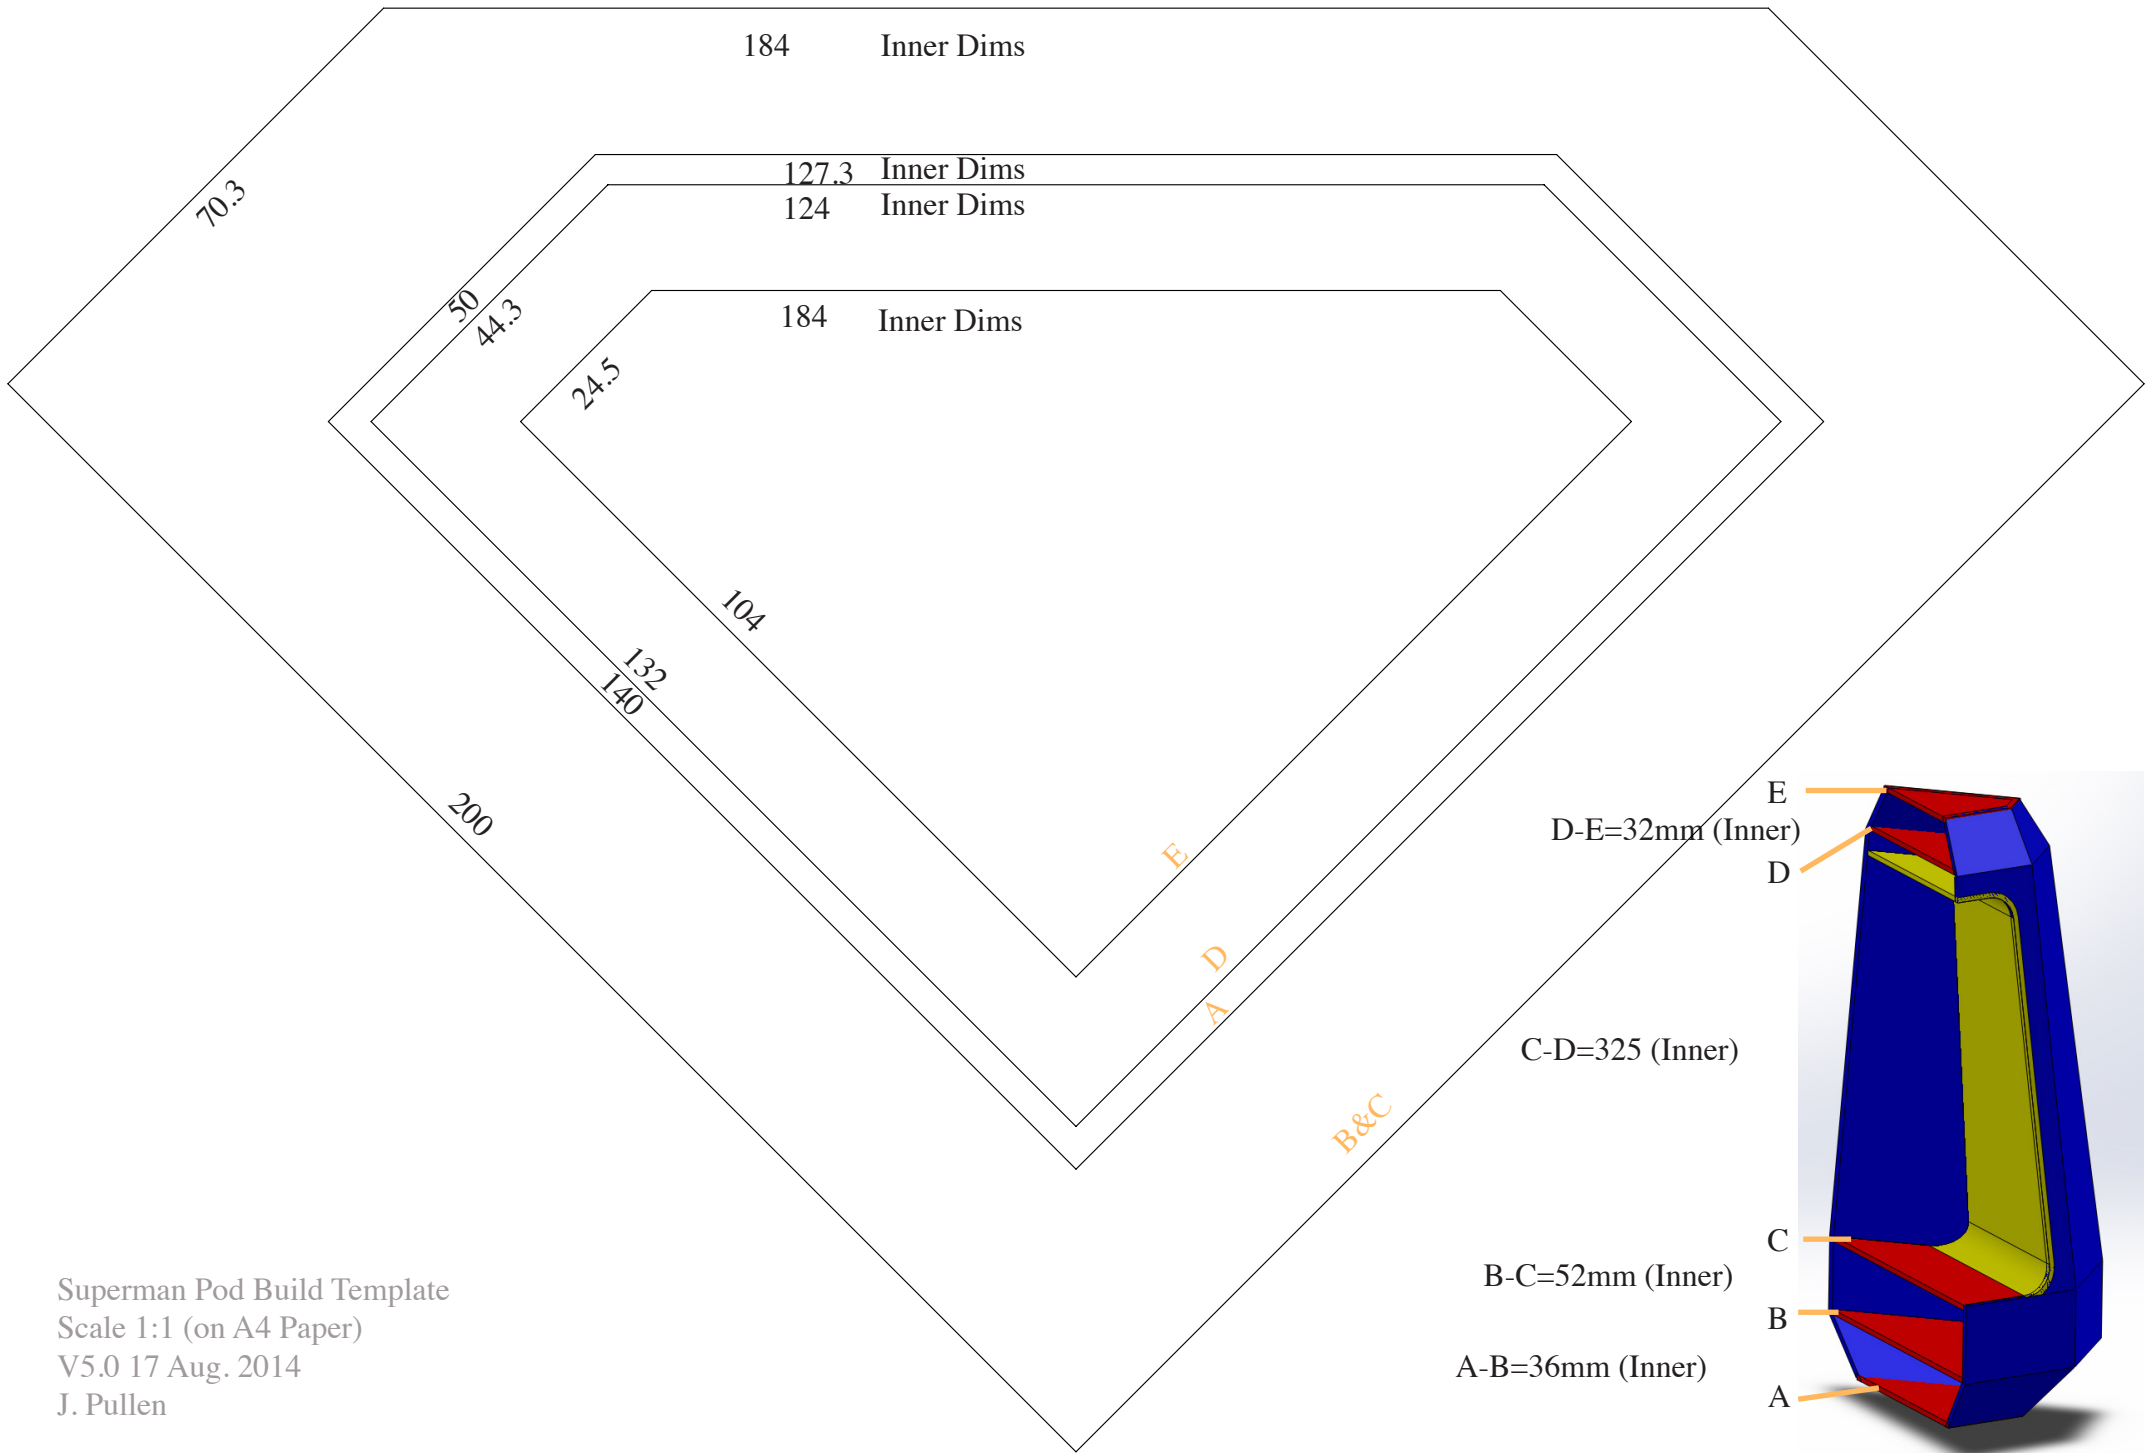 184 Inner Dims
127.3 Inner Dims
124 Inner Dims
184 Inner Dims
70.3
50
44.3
24.5
104
132
140
200
E
D
A
B&C
E
D-E=32mm (Inner)
D
C-D=325 (Inner)
C
B-C=52mm (Inner)
B
A-B=36mm (Inner)
A
Superman Pod Build Template
Scale 1:1 (on A4 Paper)
V5.0 17 Aug. 2014
J. Pullen